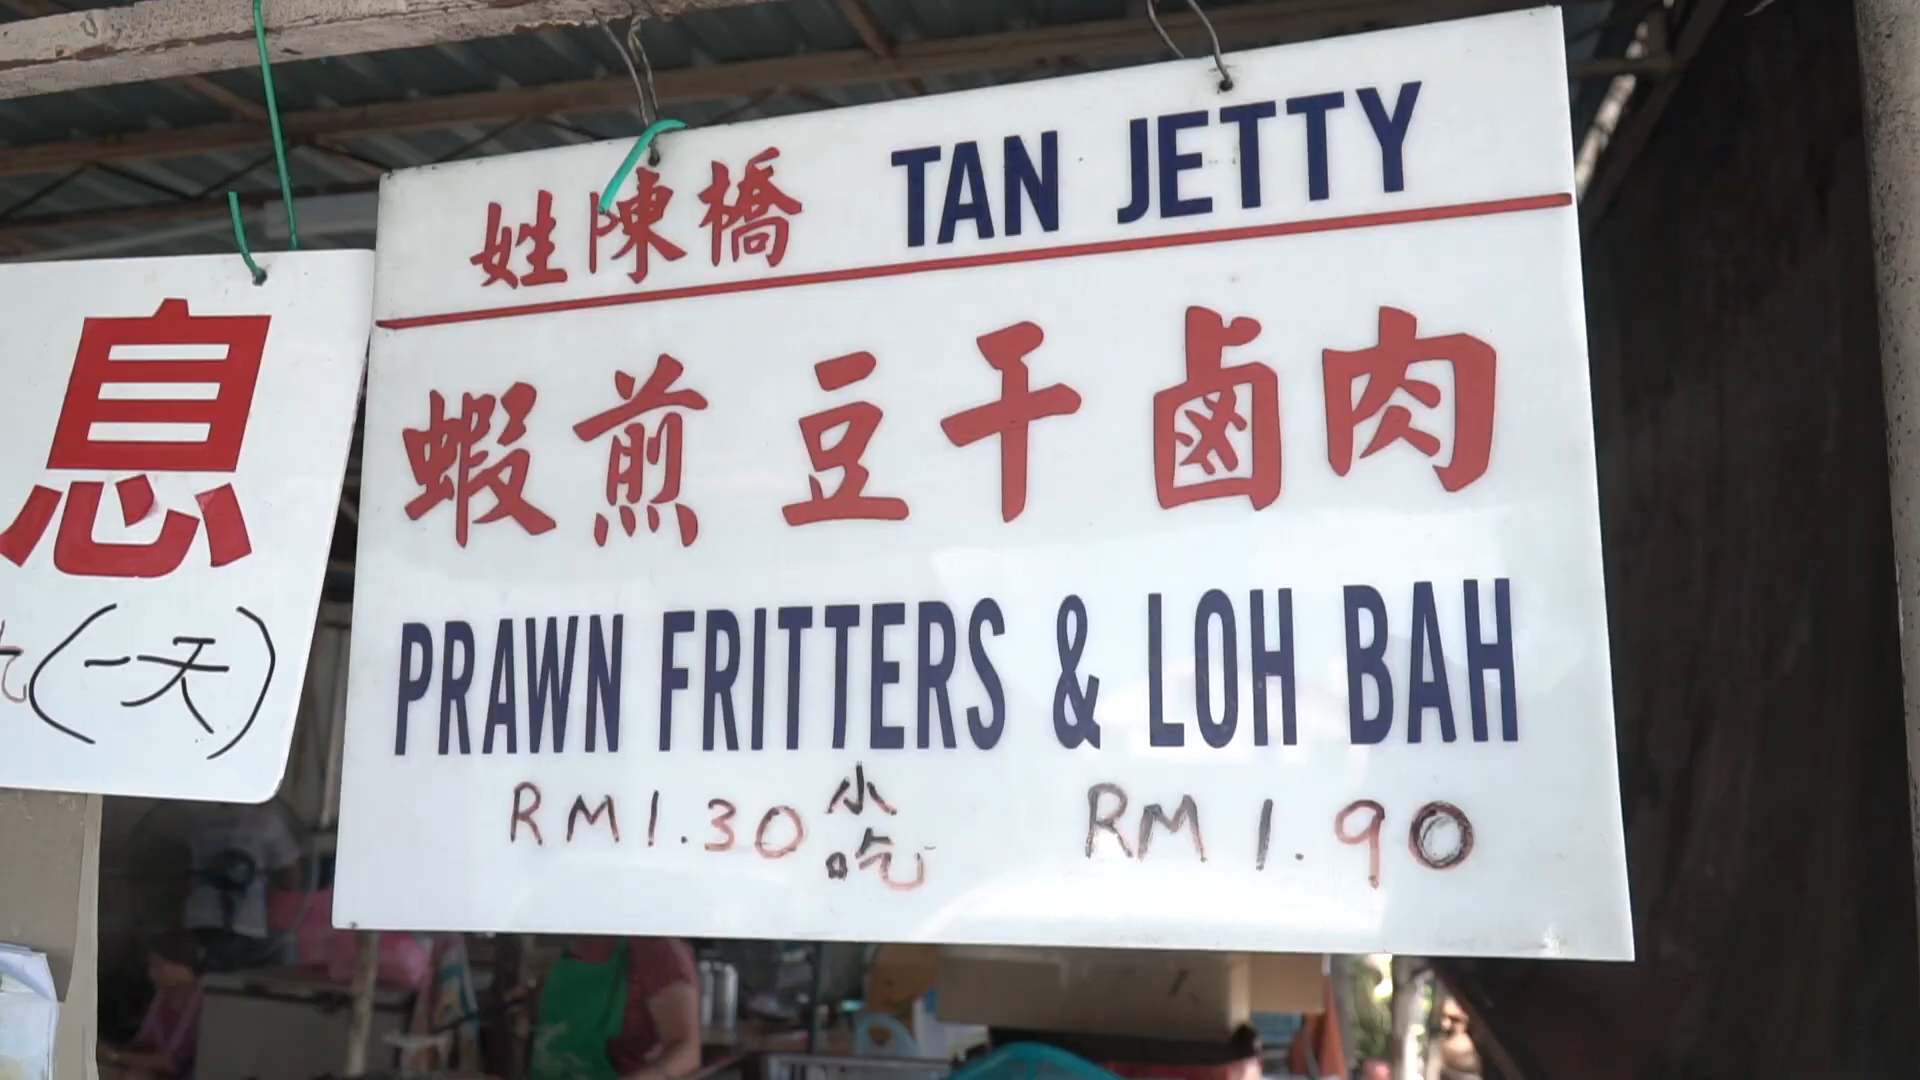 姓陳橋 TAN JETTY
蝦煎 豆干 鹵肉
PRAWN FRITTERS & LOH BAH
RM1.30 小吃 RM 1.90
息
(一天)